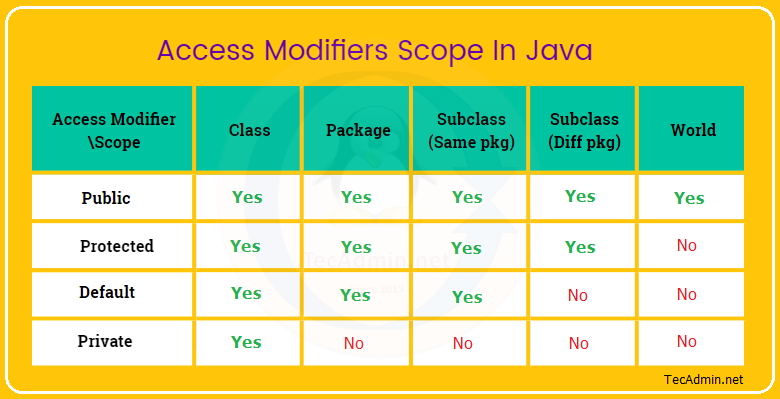 Access Modifiers Scope In Java
Access Modifier Class Package Subclass Subclass World
\Scope (Same pkg) (Diff pkg)
Public Yes Yes Yes Yes Yes
Protected Yes Yes Yes Yes No
TecAdmin.net
Default Yes Yes Yes No No
Private Yes No No No No
TecAdmin.net